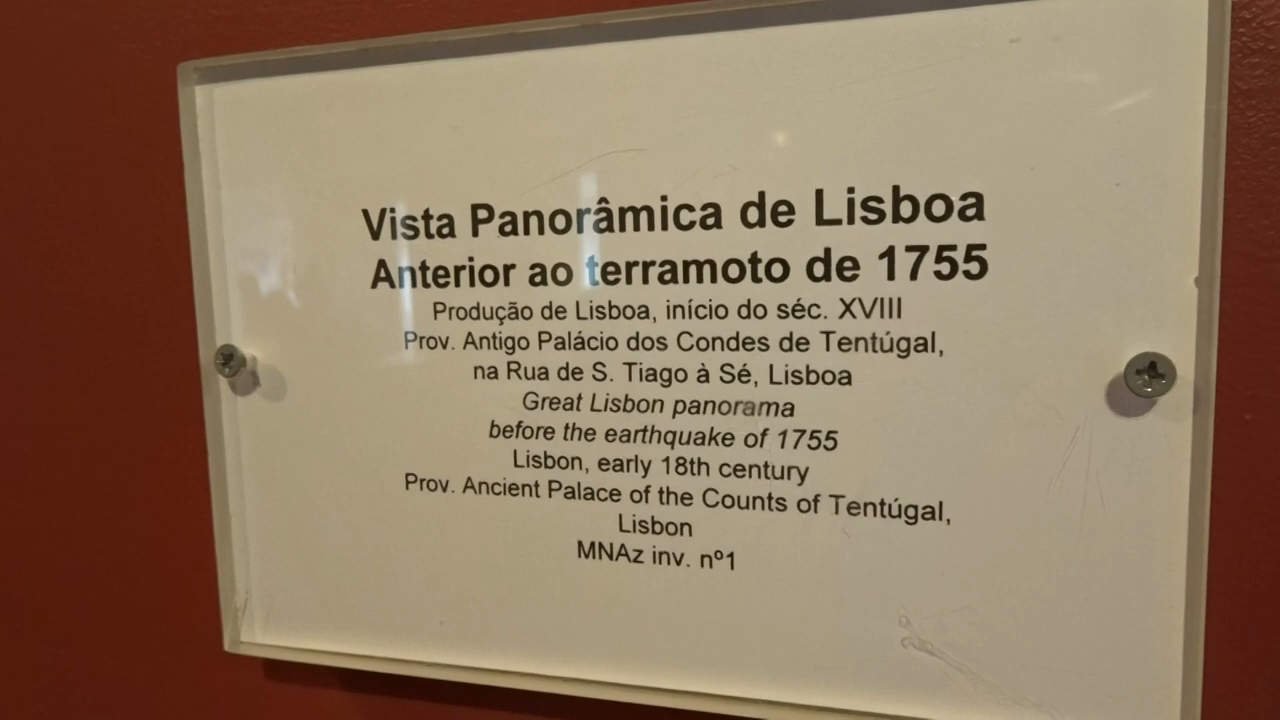 Vista Panorâmica de Lisboa
Anterior ao terramoto de 1755
Produção de Lisboa, início do séc. XVIII
Prov. Antigo Palácio dos Condes de Tentúgal,
na Rua de S. Tiago à Sé, Lisboa
Great Lisbon panorama
before the earthquake of 1755
Lisbon, early 18th century
Prov. Ancient Palace of the Counts of Tentúgal,
Lisbon
MNAz inv. nº1